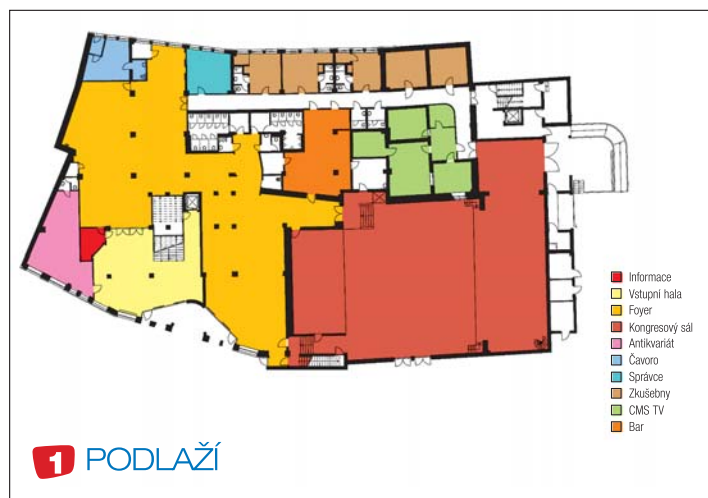 Informace
Vstupní hala
Foyer
Kongresový sál
Antikvariát
Čavoro
Správce
Zkušebny
CMS TV
Bar
1 PODLAŽÍ